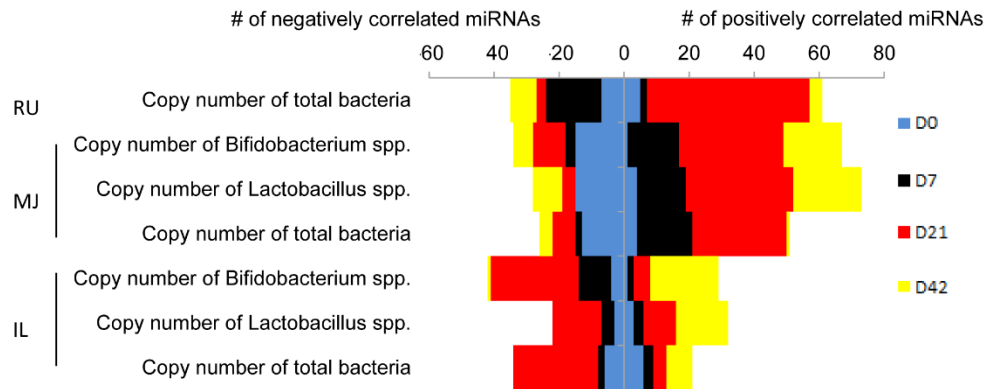 # of negatively correlated miRNAs # of positively correlated miRNAs
-60 40 -20 0 20 40 60 80
RU Copy number of total bacteria
Copy number of Bifidobacterium spp.
MJ Copy number of Lactobacillus spp.
Copy number of total bacteria
Copy number of Bifidobacterium spp.
IL Copy number of Lactobacillus spp.
Copy number of total bacteria
D0
D7
D21
D42